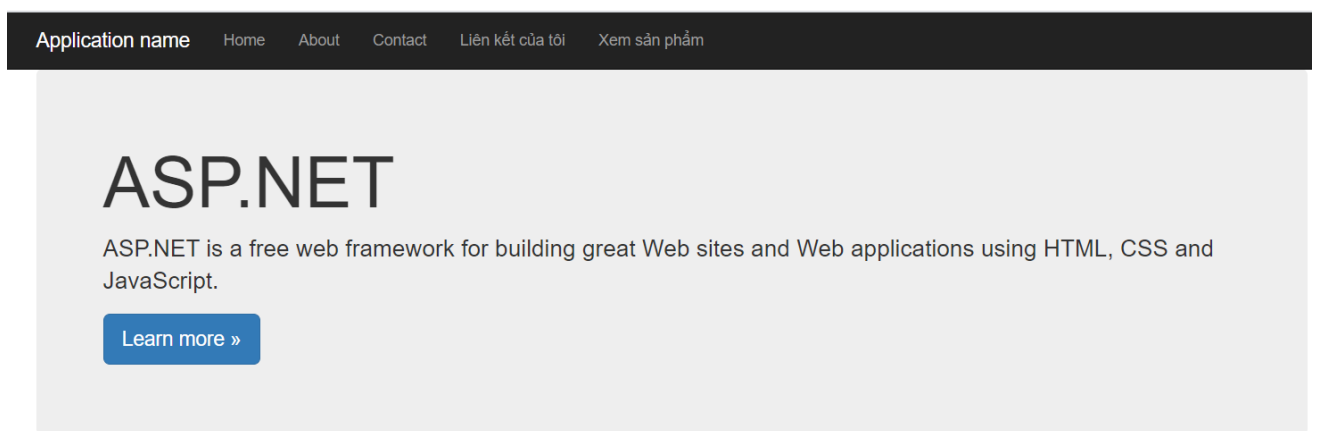 Application name Home About Contact Liên kết của tôi Xem sản phẩm
ASP.NET
ASP.NET is a free web framework for building great Web sites and Web applications using HTML, CSS and
JavaScript.
Learn more »